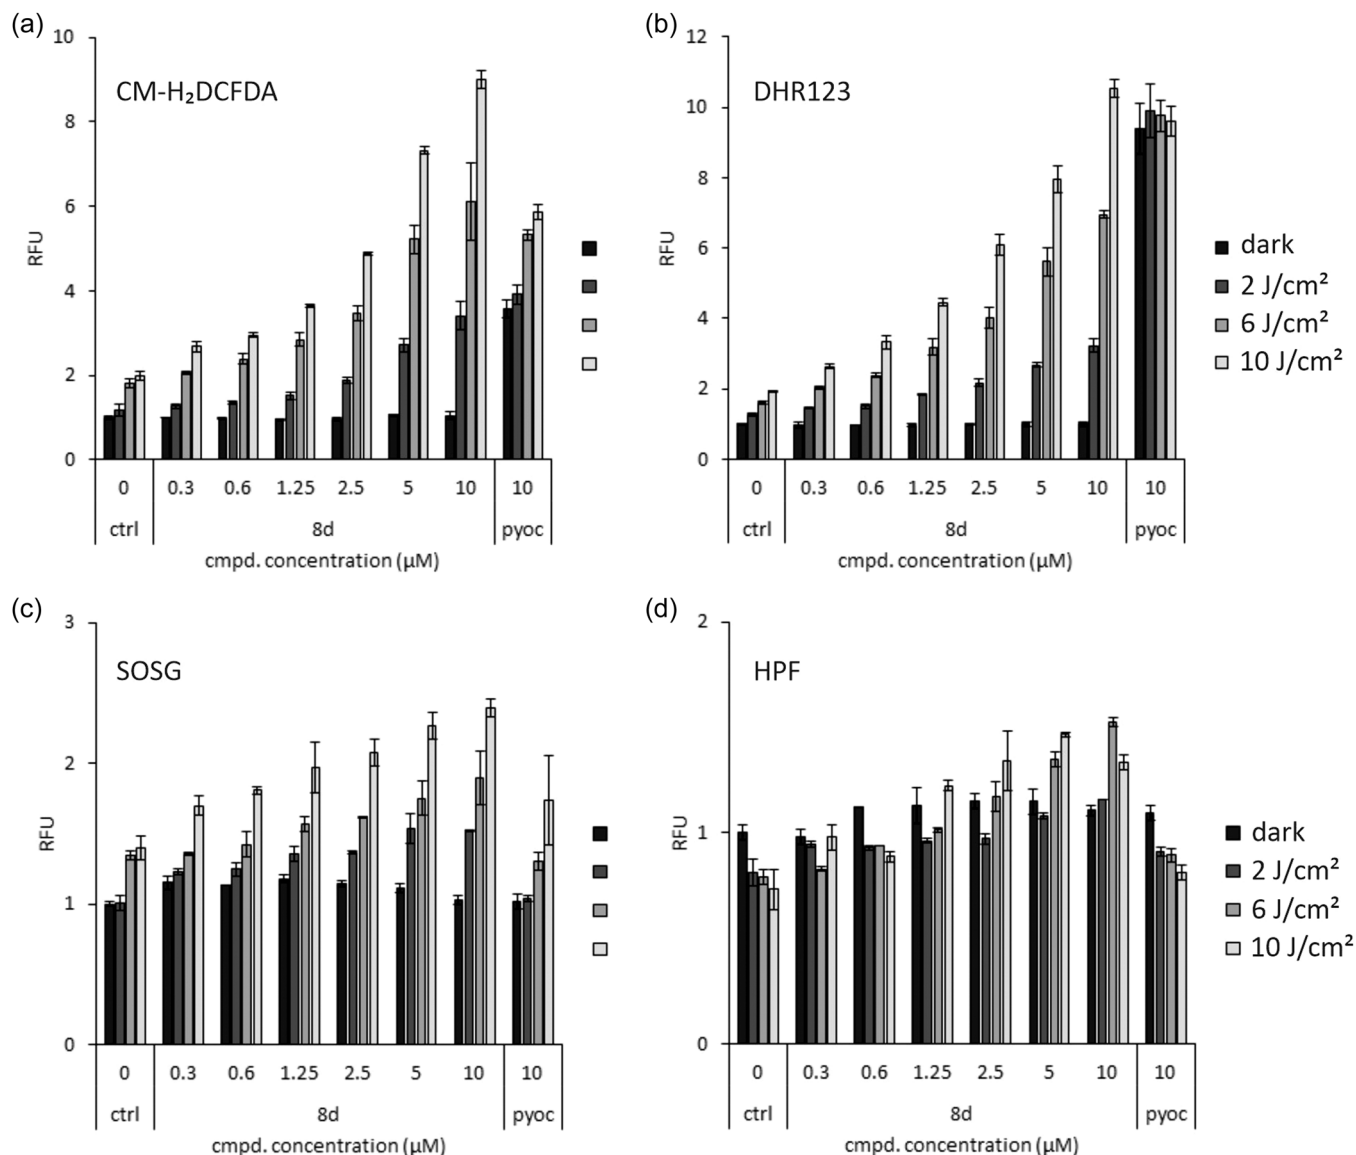 (a)
CM-H₂DCFDA
RFU
10
8
6
4
2
0
0 0.3 0.6 1.25 2.5 5 10 10
ctrl 8d pyoc
cmpd. concentration (µM)
(b)
DHR123
RFU
12
10
8
6
4
2
0
0 0.3 0.6 1.25 2.5 5 10 10
ctrl 8d pyoc
cmpd. concentration (µM)
dark
2 J/cm²
6 J/cm²
10 J/cm²
(c)
SOSG
RFU
3
2
1
0
0 0.3 0.6 1.25 2.5 5 10 10
ctrl 8d pyoc
cmpd. concentration (µM)
(d)
HPF
RFU
2
1
0
0 0.3 0.6 1.25 2.5 5 10 10
ctrl 8d pyoc
cmpd. concentration (µM)
dark
2 J/cm²
6 J/cm²
10 J/cm²